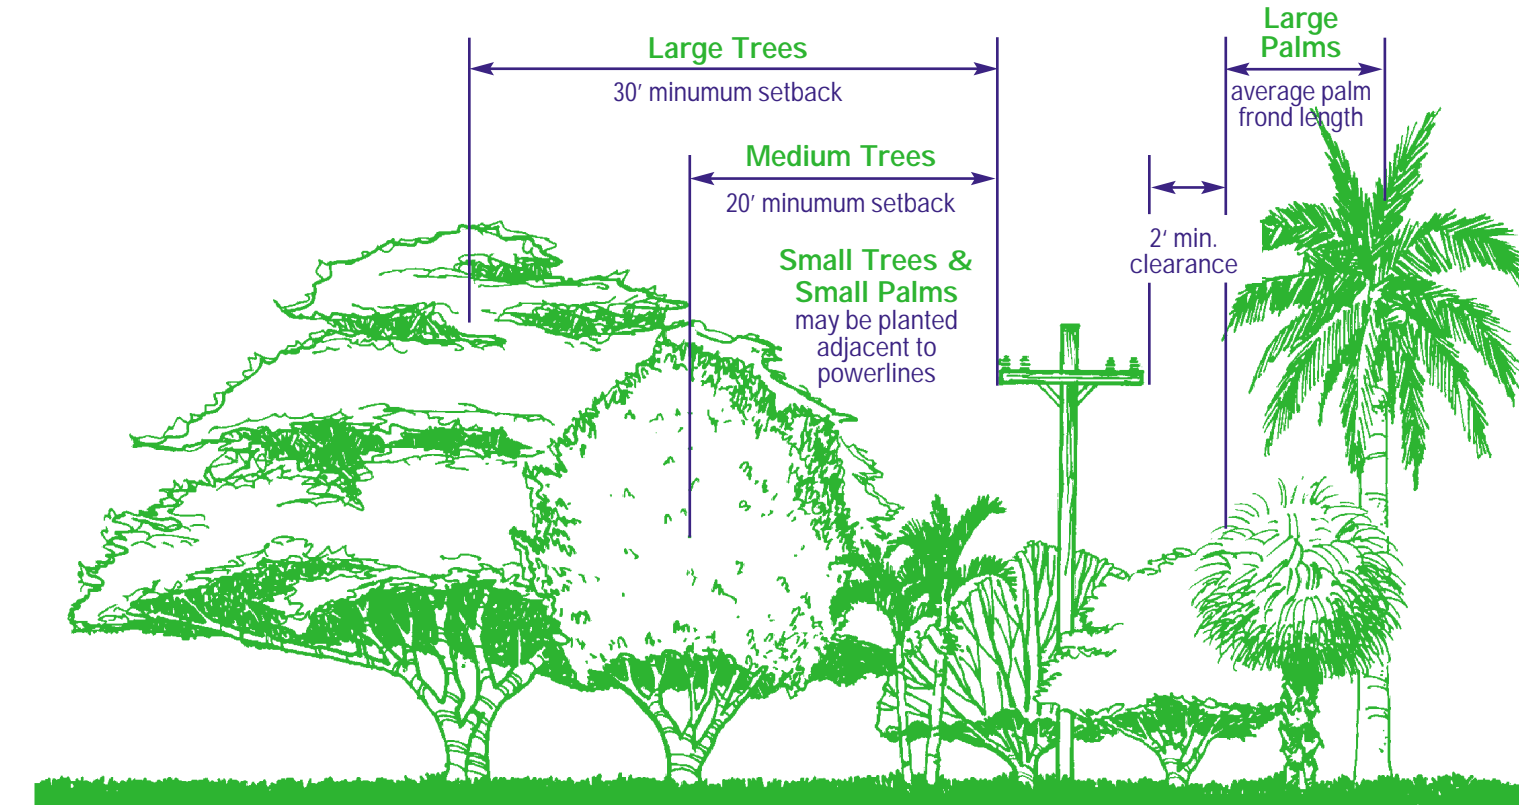 Large Trees
30' minumum setback
Medium Trees
20' minumum setback
Small Trees &
Small Palms
may be planted
adjacent to
powerlines
2' min.
clearance
Large
Palms
average palm
frond length